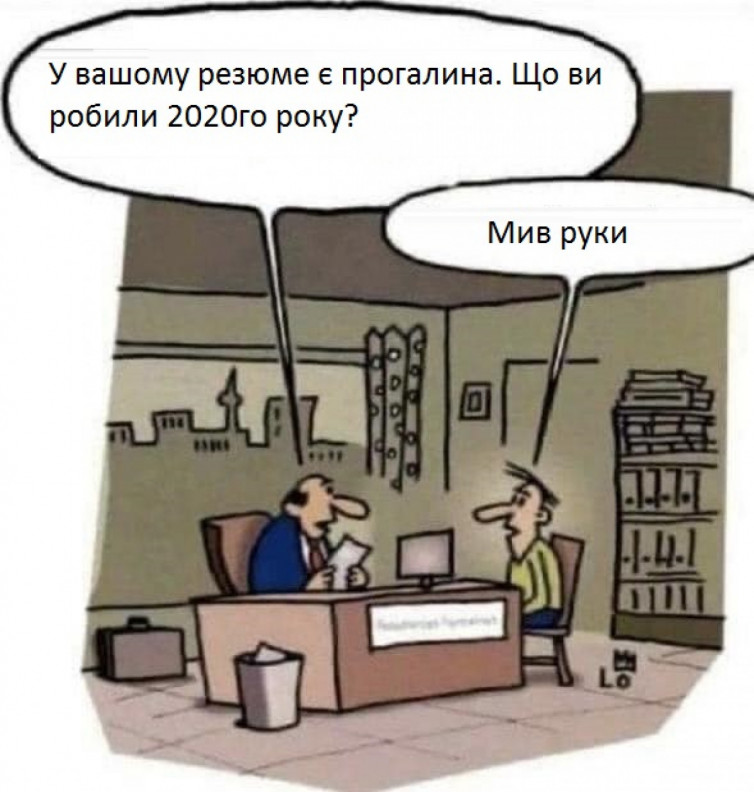 У вашому резюме є прогалина. Що ви
робили 2020го року?
Мив руки
Lo